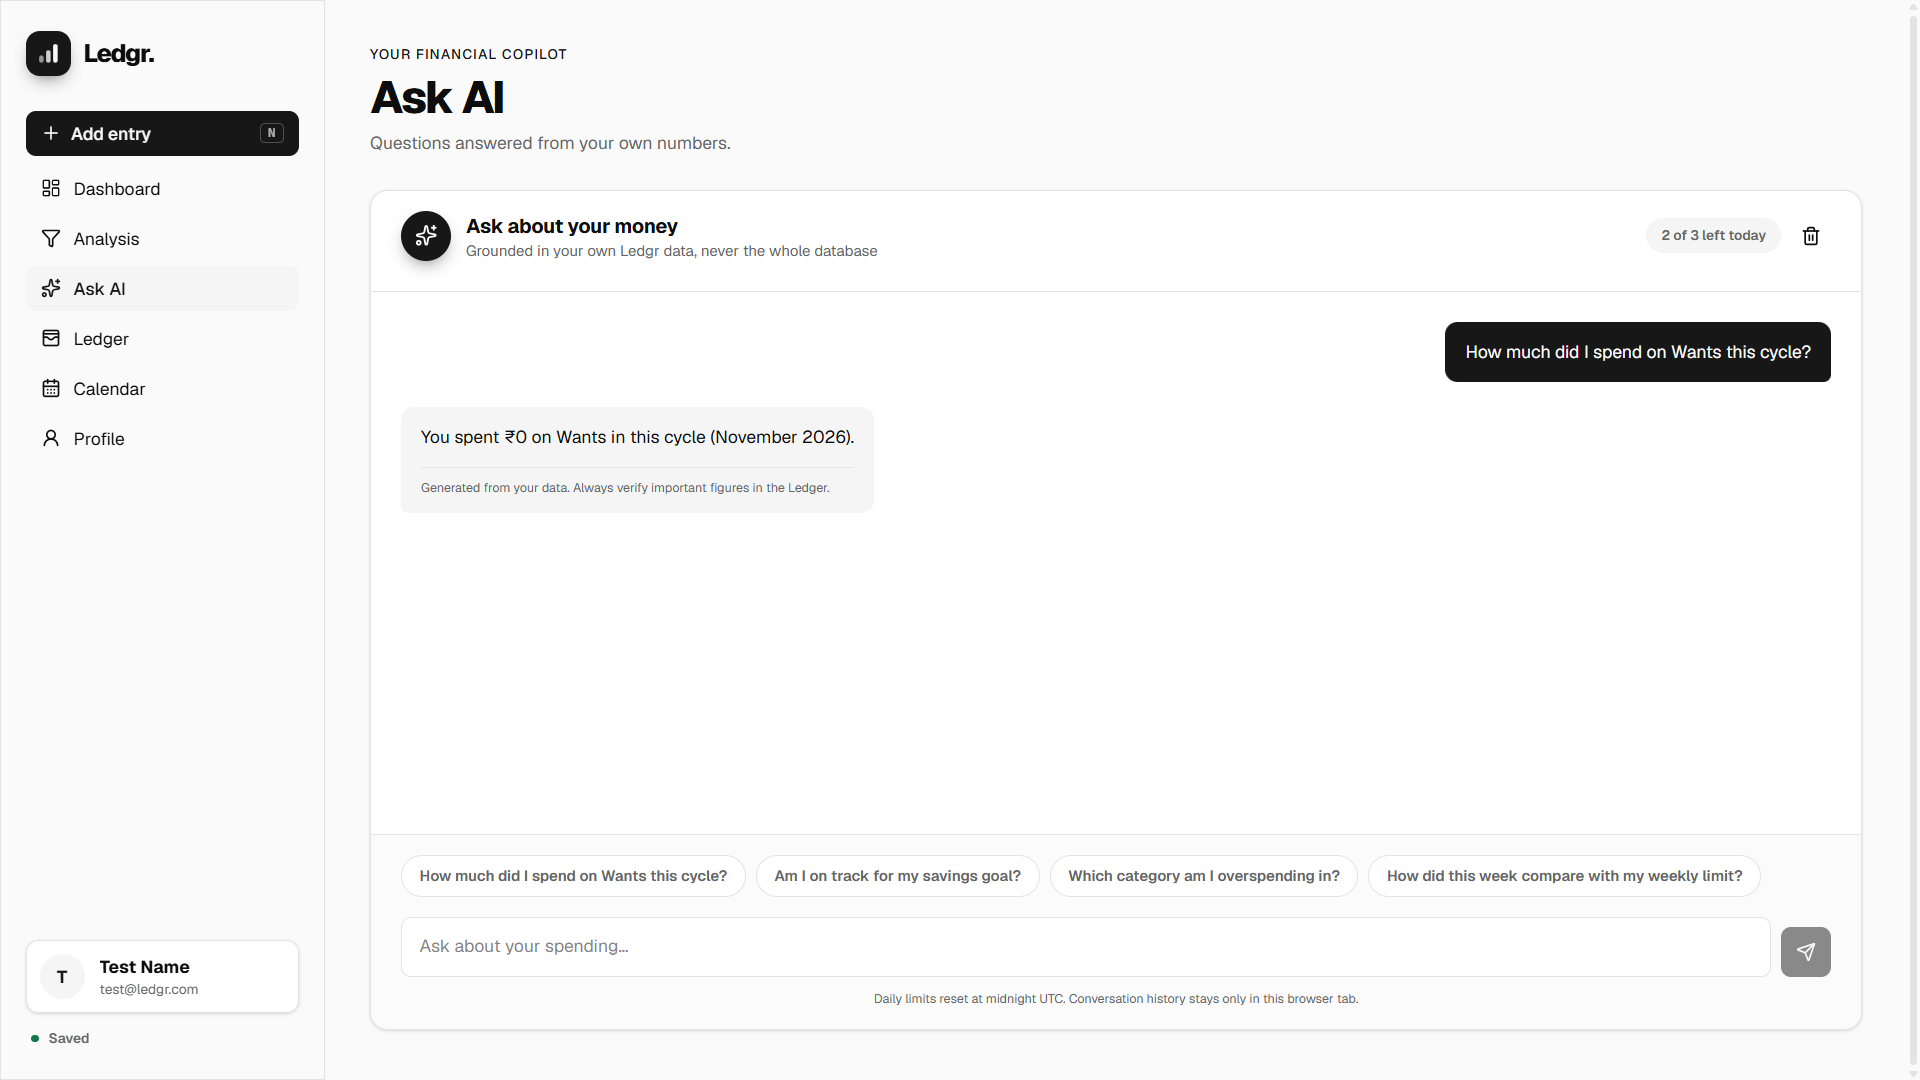 Ledgr.
Add entry
N
Dashboard
Analysis
Ask AI
Ledger
Calendar
Profile
T
Test Name
test@ledgr.com
Saved
YOUR FINANCIAL COPILOT
Ask AI
Questions answered from your own numbers.
Ask about your money
Grounded in your own Ledgr data, never the whole database
2 of 3 left today
How much did I spend on Wants this cycle?
You spent ₹0 on Wants in this cycle (November 2026).
Generated from your data. Always verify important figures in the Ledger.
How much did I spend on Wants this cycle?
Am I on track for my savings goal?
Which category am I overspending in?
How did this week compare with my weekly limit?
Ask about your spending...
Daily limits reset at midnight UTC. Conversation history stays only in this browser tab.